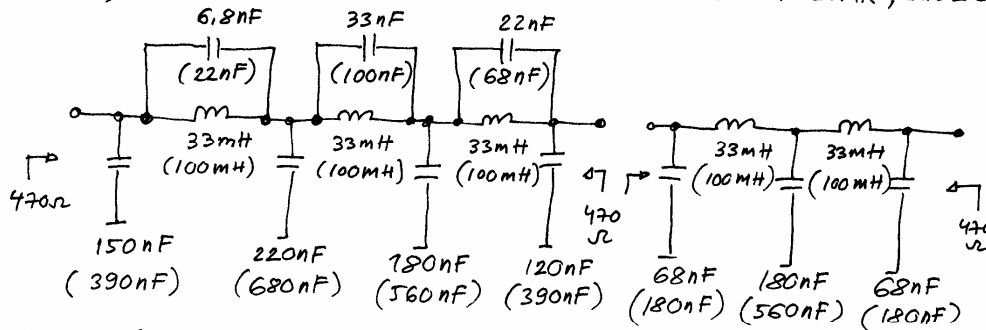 6,8nF 33nF 22nF
(22nF) (100nF) (68nF)
33mH 33mH 33mH 33mH 33mH
(100mH) (100mH) (100mH) (100mH) (100mH)
470Ω 470 Ω 470
150nF 220nF 180nF 120nF 68nF 180nF 68nF
(390nF) (680nF) (560nF) (390nF) (180nF) (560nF) (180nF)